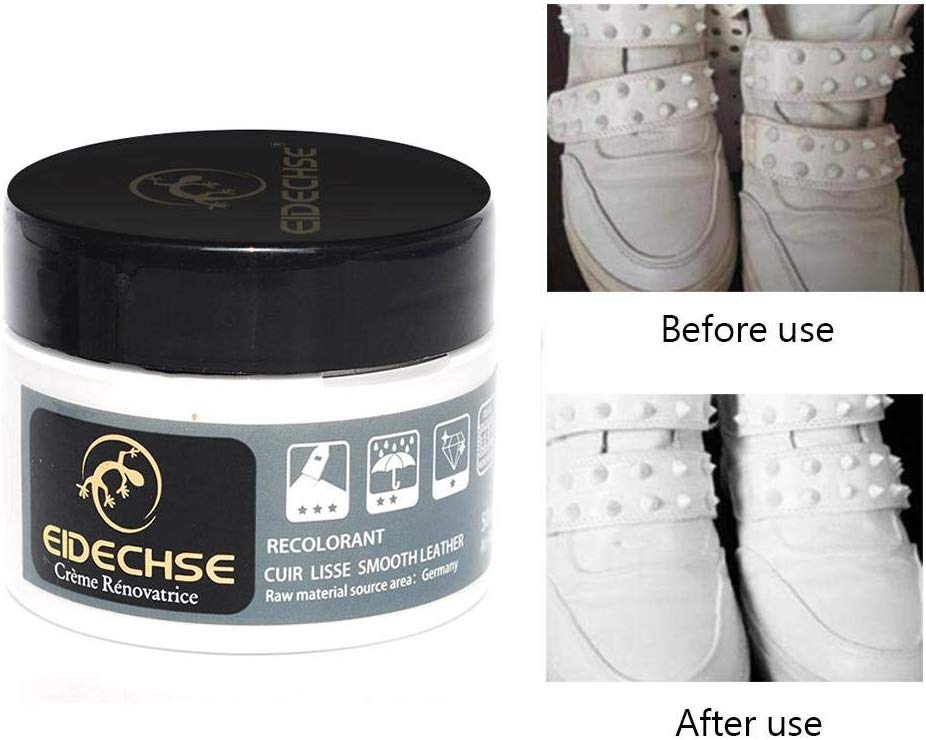 EIDECHSE
EIDECHSE
Crème Rénovatrice
RECOLORANT
CUIR LISSE SMOOTH LEATHER
Raw material source area: Germany
Before use
After use